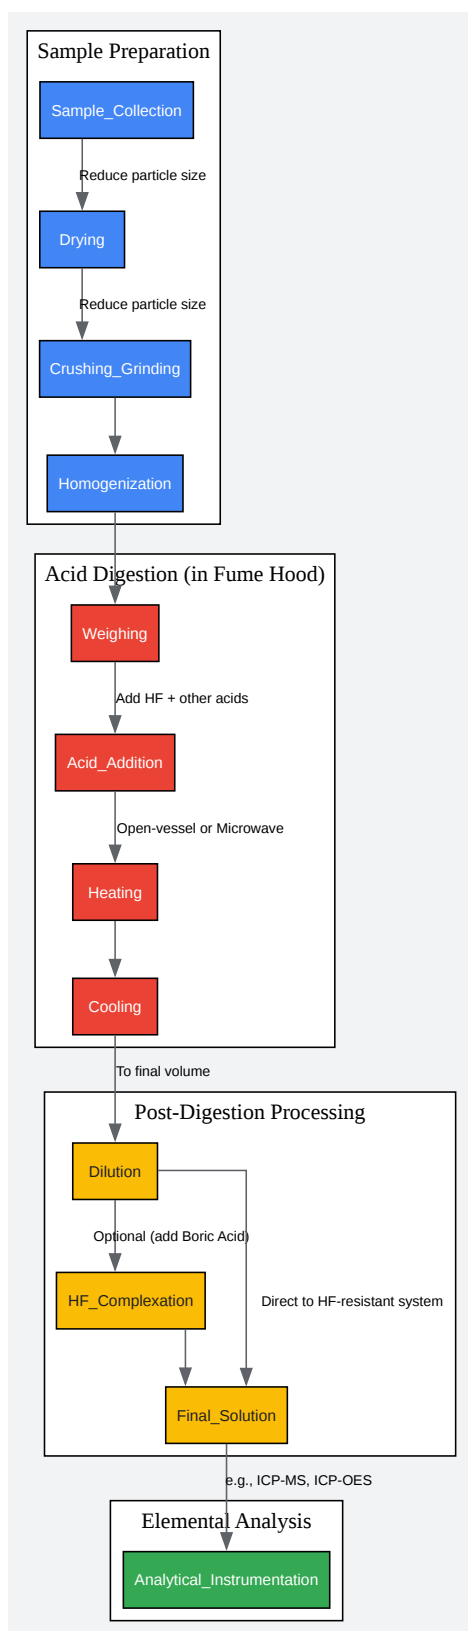 Sample Preparation
Sample_Collection
Reduce particle size
Drying
Reduce particle size
Crushing_Grinding
Homogenization
Acid Digestion (in Fume Hood)
Weighing
Add HF + other acids
Acid_Addition
Open-vessel or Microwave
Heating
Cooling
To final volume
Post-Digestion Processing
Dilution
Optional (add Boric Acid)
HF_Complexation
Direct to HF-resistant system
Final_Solution
e.g., ICP-MS, ICP-OES
Elemental Analysis
Analytical_Instrumentation